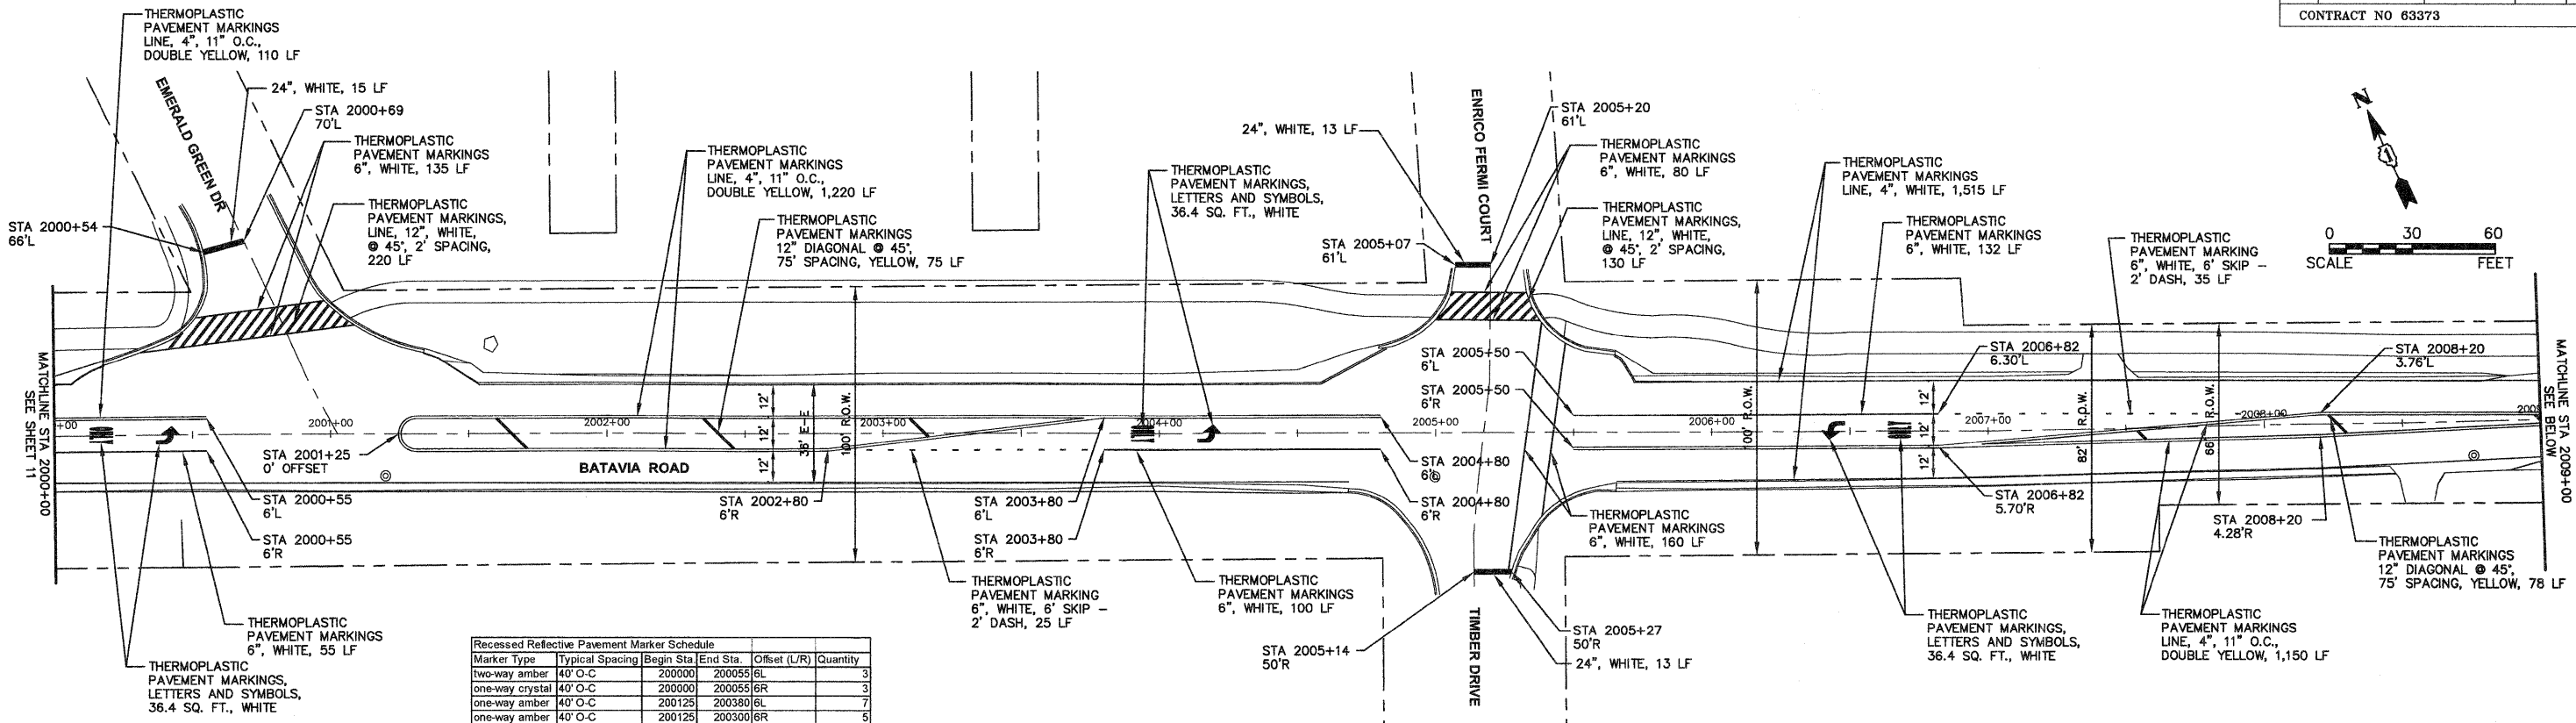 CONTRACT NO 63373
THERMOPLASTIC
PAVEMENT MARKINGS
LINE, 4", 11" O.C.,
DOUBLE YELLOW, 110 LF
24", WHITE, 15 LF
STA 2000+69
70'L
EMERALD GREEN DR
THERMOPLASTIC
PAVEMENT MARKINGS
6", WHITE, 135 LF
THERMOPLASTIC
PAVEMENT MARKINGS,
LINE, 12", WHITE,
@ 45°, 2' SPACING,
220 LF
STA 2000+54
66'L
THERMOPLASTIC
PAVEMENT MARKINGS
LINE, 4", 11" O.C.,
DOUBLE YELLOW, 1,220 LF
THERMOPLASTIC
PAVEMENT MARKINGS
12" DIAGONAL @ 45°,
75' SPACING, YELLOW, 75 LF
THERMOPLASTIC
PAVEMENT MARKINGS,
LETTERS AND SYMBOLS,
36.4 SQ. FT., WHITE
24", WHITE, 13 LF
ENRICO FERMI COURT
STA 2005+20
61'L
STA 2005+07
61'L
THERMOPLASTIC
PAVEMENT MARKINGS
6", WHITE, 80 LF
THERMOPLASTIC
PAVEMENT MARKINGS,
LINE, 12", WHITE,
@ 45°, 2' SPACING,
130 LF
THERMOPLASTIC
PAVEMENT MARKINGS
LINE, 4", WHITE, 1,515 LF
THERMOPLASTIC
PAVEMENT MARKINGS
6", WHITE, 132 LF
THERMOPLASTIC
PAVEMENT MARKING
6", WHITE, 6' SKIP –
2' DASH, 35 LF
N
1
0 30 60
SCALE FEET
MATCHLINE STA 2000+00
SEE SHEET 11
+00
2001+00
2002+00
2003+00
2004+00
2005+00
2006+00
2007+00
2008+00
STA 2001+25
0' OFFSET
BATAVIA ROAD
12'
12'
12'
36' E-E
100' R.O.W.
STA 2000+55
6'L
STA 2000+55
6'R
STA 2002+80
6'R
STA 2003+80
6'L
STA 2003+80
6'R
STA 2005+50
6'L
STA 2005+50
6'R
STA 2004+80
STA 2004+80
6'R
100' R.O.W.
12'
12'
12'
STA 2006+82
6.30'L
STA 2006+82
5.70'R
82' R.O.W.
66' R.O.W.
STA 2008+20
3.76'L
STA 2008+20
4.28'R
MATCHLINE STA 2009+00
SEE BELOW
THERMOPLASTIC
PAVEMENT MARKINGS
6", WHITE, 55 LF
THERMOPLASTIC
PAVEMENT MARKINGS,
LETTERS AND SYMBOLS,
36.4 SQ. FT., WHITE
THERMOPLASTIC
PAVEMENT MARKING
6", WHITE, 6' SKIP –
2' DASH, 25 LF
THERMOPLASTIC
PAVEMENT MARKINGS
6", WHITE, 100 LF
THERMOPLASTIC
PAVEMENT MARKINGS
6", WHITE, 160 LF
STA 2005+14
50'R
TIMBER DRIVE
STA 2005+27
50'R
24", WHITE, 13 LF
THERMOPLASTIC
PAVEMENT MARKINGS,
LETTERS AND SYMBOLS,
36.4 SQ. FT., WHITE
THERMOPLASTIC
PAVEMENT MARKINGS
LINE, 4", 11" O.C.,
DOUBLE YELLOW, 1,150 LF
THERMOPLASTIC
PAVEMENT MARKINGS
12" DIAGONAL @ 45°,
75' SPACING, YELLOW, 78 LF
Recessed Reflective Pavement Marker Schedule
Marker Type Typical Spacing Begin Sta. End Sta. Offset (L/R) Quantity
two-way amber 40' O-C 200000 200055 6L 3
one-way crystal 40' O-C 200000 200055 6R 3
one-way amber 40' O-C 200125 200380 6L 7
one-way amber 40' O-C 200125 200300 6R 5